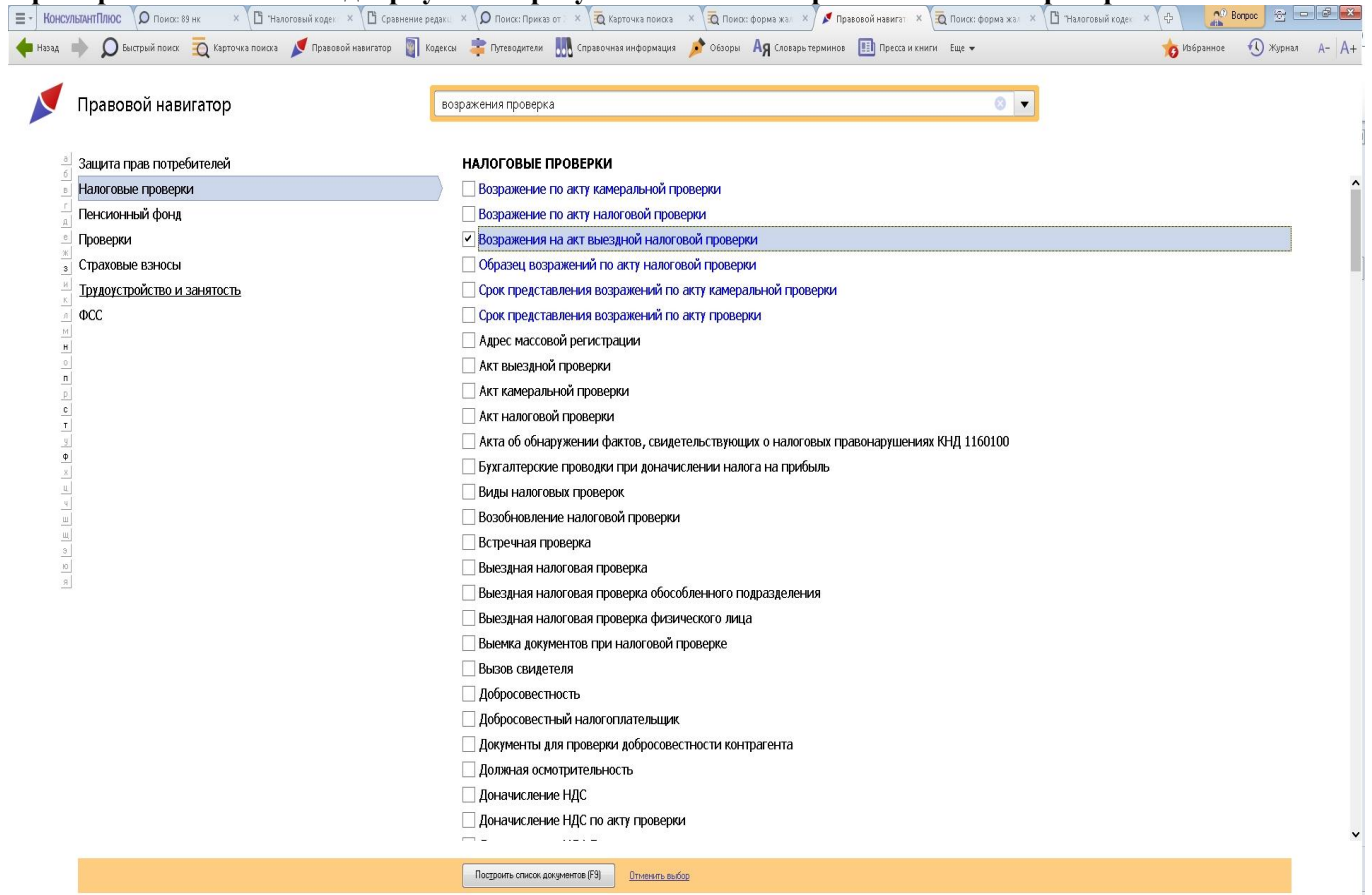 КонсультантПлюс
Поиск: 89 нк
"Налоговый кодек
Сравнение редакц
Поиск: Приказ от
Карточка поиска
Поиск: форма жал
Правовой навигат
Поиск: форма жал
"Налоговый кодек
Вопрос
Назад
Быстрый поиск
Карточка поиска
Правовой навигатор
Кодексы
Путеводители
Справочная информация
Обзоры
Словарь терминов
Пресса и книги
Еще
Избранное
Журнал
А-
А+
Правовой навигатор
возражения проверка
а
б
в
г
д
е
ж
з
и
к
л
м
н
о
п
р
с
т
у
ф
х
ц
ч
ш
щ
э
ю
я
Защита прав потребителей
Налоговые проверки
Пенсионный фонд
Проверки
Страховые взносы
Трудоустройство и занятость
ФСС
НАЛОГОВЫЕ ПРОВЕРКИ
Возражение по акту камеральной проверки
Возражение по акту налоговой проверки
Возражения на акт выездной налоговой проверки
Образец возражений по акту налоговой проверки
Срок представления возражений по акту камеральной проверки
Срок представления возражений по акту проверки
Адрес массовой регистрации
Акт выездной проверки
Акт камеральной проверки
Акт налоговой проверки
Акта об обнаружении фактов, свидетельствующих о налоговых правонарушениях КНД 1160100
Бухгалтерские проводки при доначислении налога на прибыль
Виды налоговых проверок
Возобновление налоговой проверки
Встречная проверка
Выездная налоговая проверка
Выездная налоговая проверка обособленного подразделения
Выездная налоговая проверка физического лица
Выемка документов при налоговой проверке
Вызов свидетеля
Добросовестность
Добросовестный налогоплательщик
Документы для проверки добросовестности контрагента
Должная осмотрительность
Доначисление НДС
Доначисление НДС по акту проверки
Построить список документов (F9)
Отменить выбор